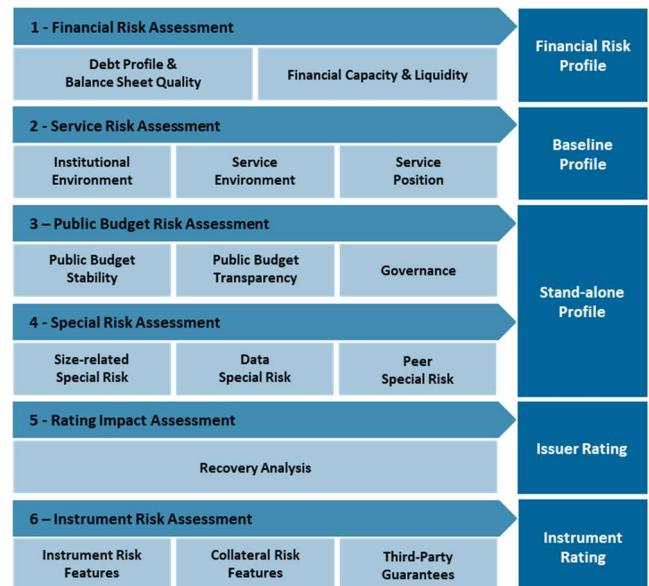 1 - Financial Risk Assessment
Debt Profile &
Balance Sheet Quality
Financial Capacity & Liquidity
Financial Risk
Profile
2 - Service Risk Assessment
Institutional
Environment
Service
Environment
Service
Position
Baseline
Profile
3 – Public Budget Risk Assessment
Public Budget
Stability
Public Budget
Transparency
Governance
4 - Special Risk Assessment
Size-related
Special Risk
Data
Special Risk
Peer
Special Risk
Stand-alone
Profile
5 - Rating Impact Assessment
Recovery Analysis
Issuer Rating
6 – Instrument Risk Assessment
Instrument Risk
Features
Collateral Risk
Features
Third-Party
Guarantees
Instrument
Rating